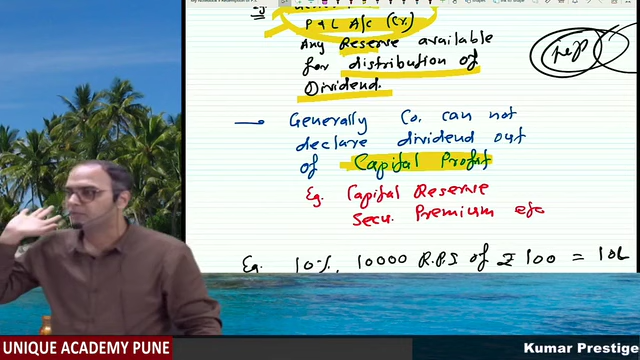 P & L A/c (Cr.)
Any Reserve available
for distribution of
Dividend.
→ Generally Co. can not
declare dividend out
of Capital Profit
Eg. Capital Reserve
Secu. Premium etc
Eg. 10%, 10000 R.P.S of ₹ 100 = 10L
UNIQUE ACADEMY PUNE
Kumar Prestige